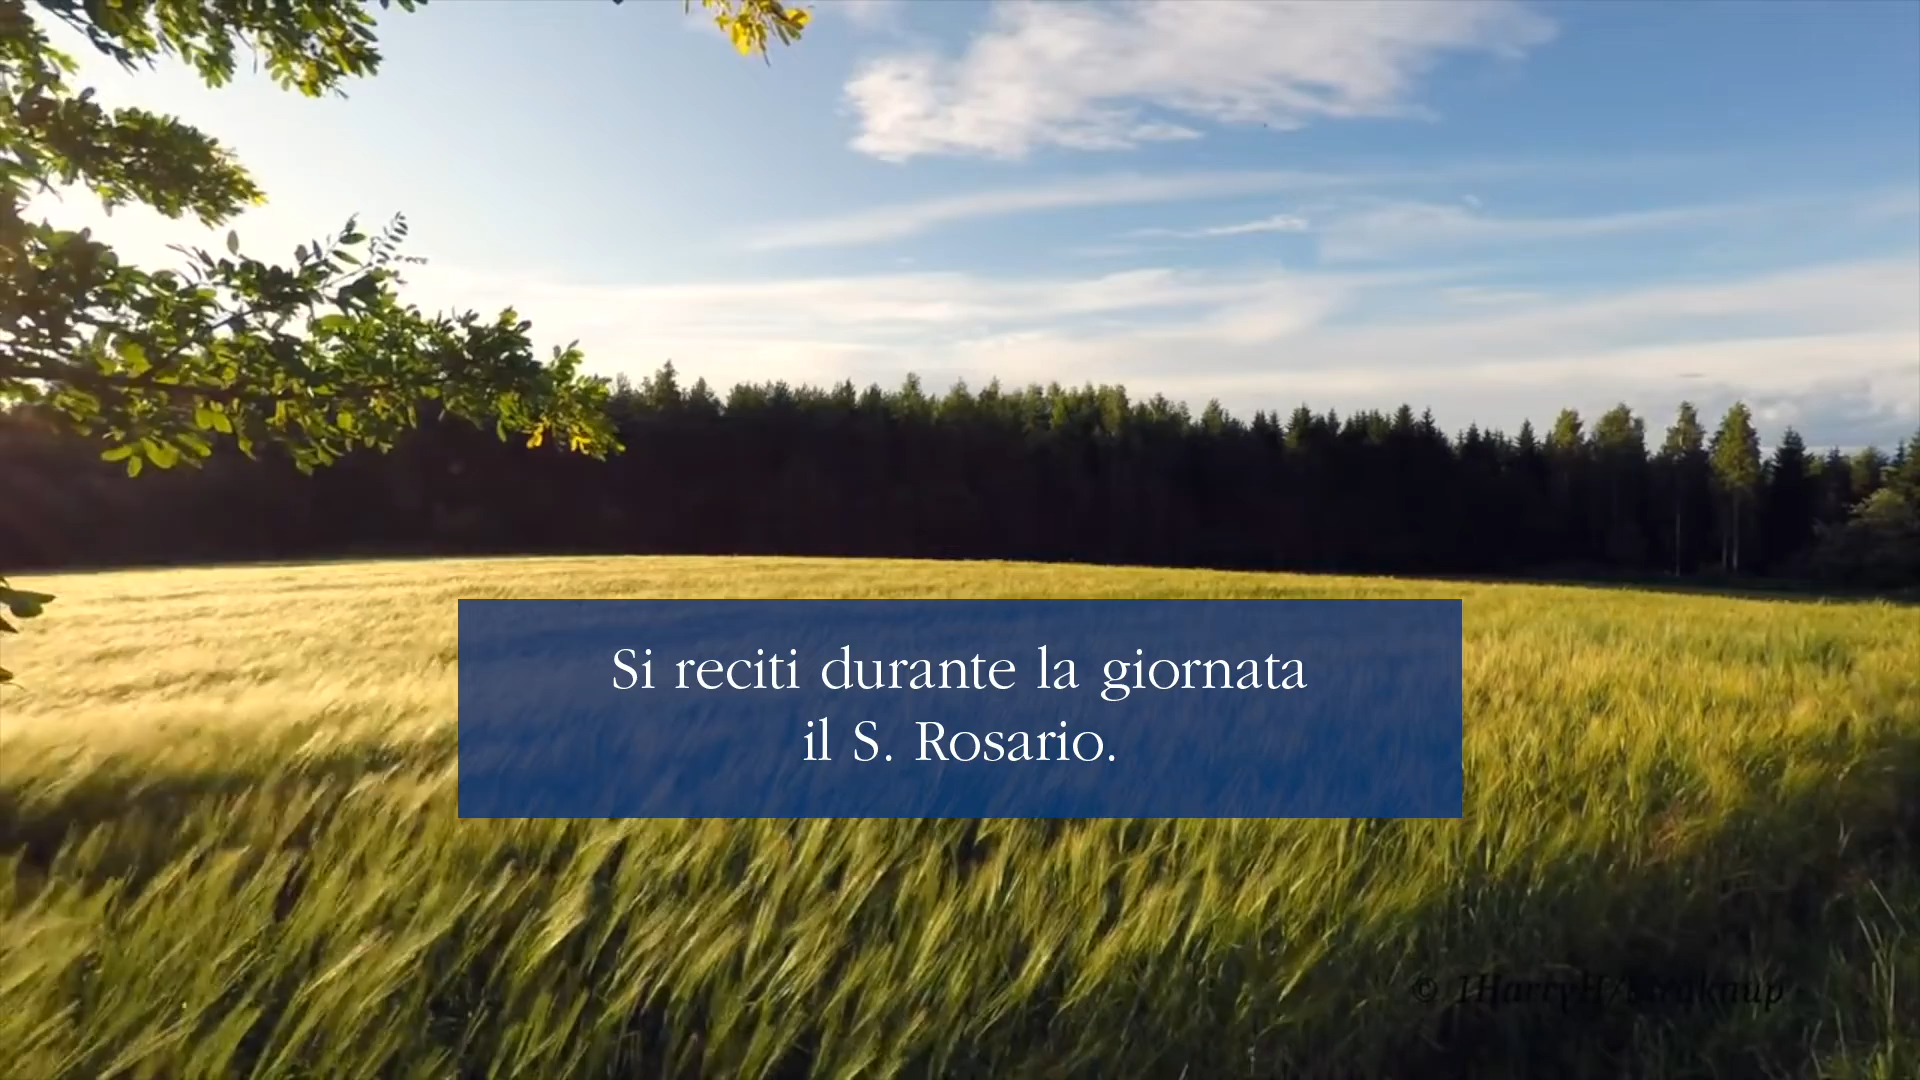 Si reciti durante la giornata
il S. Rosario.